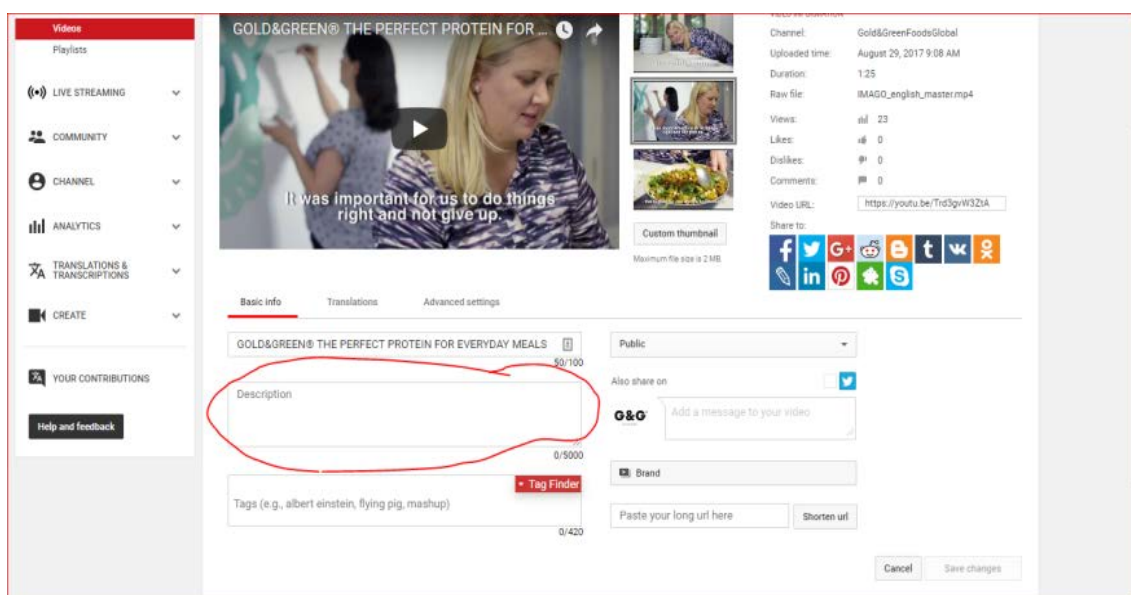 Videos
Playlists
LIVE STREAMING
COMMUNITY
CHANNEL
ANALYTICS
TRANSLATIONS &
TRANSCRIPTIONS
CREATE
YOUR CONTRIBUTIONS
Help and feedback
GOLD&GREEN® THE PERFECT PROTEIN FOR ...
It was important for us to do things
right and not give up.
Custom thumbnail
Maximum file size is 2 MB
VIDEO INFORMATION
Channel: Gold&GreenFoodsGlobal
Uploaded time: August 29, 2017 9:08 AM
Duration: 1:25
Raw file: IMAGO_english_master.mp4
Views: 23
Likes: 0
Dislikes: 0
Comments: 0
Video URL: https://youtu.be/Trd3gvW3ZtA
Share to:
Basic info Translations Advanced settings
GOLD&GREEN® THE PERFECT PROTEIN FOR EVERYDAY MEALS
50/100
Description
0/5000
Tag Finder
Tags (e.g., albert einstein, flying pig, mashup)
0/420
Public
Also share on
G&G
Add a message to your video
Brand
Paste your long url here
Shorten url
Cancel
Save changes